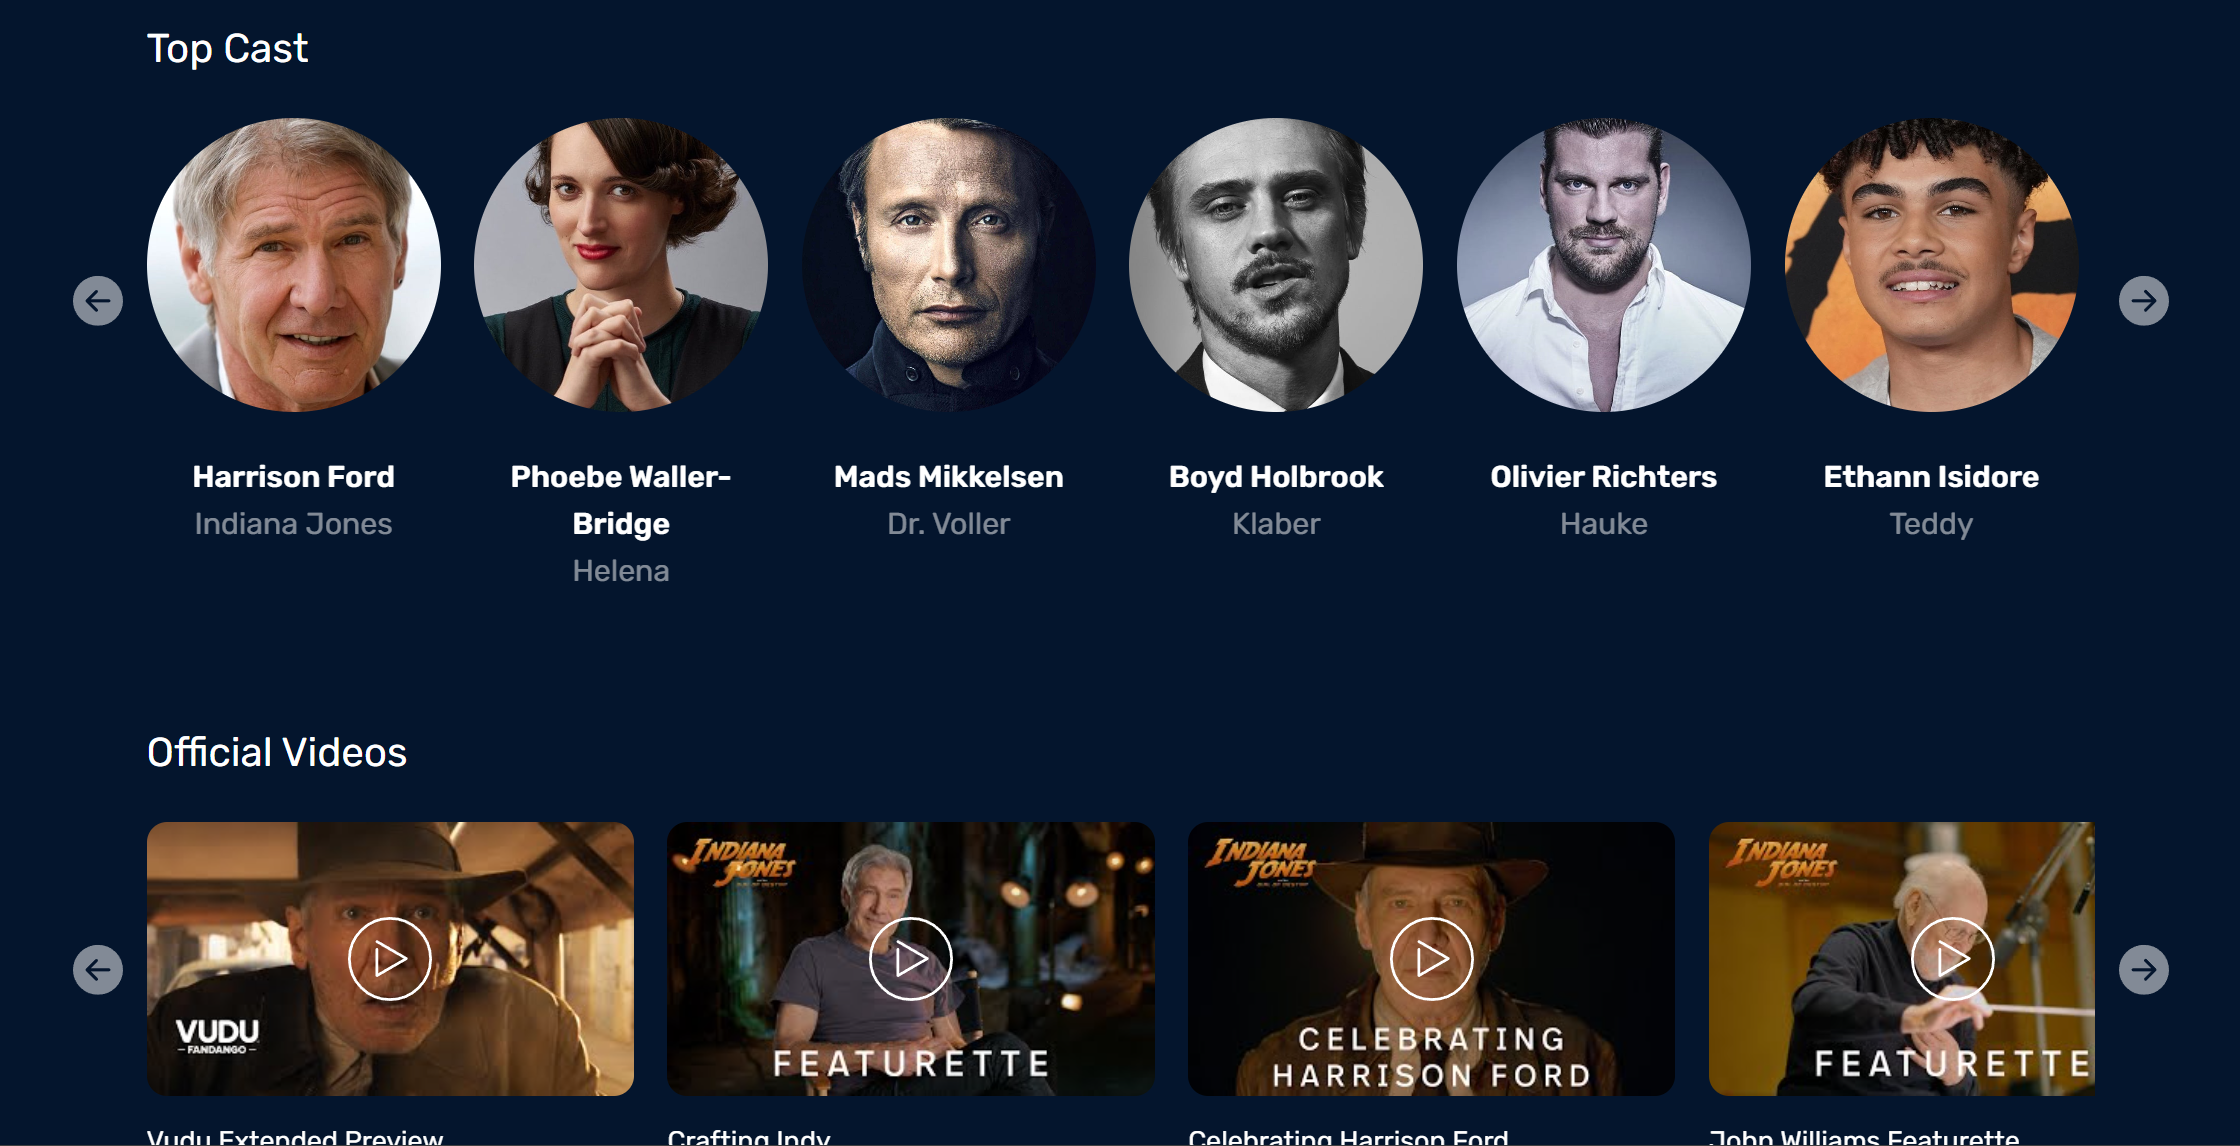 Top Cast
Harrison Ford
Indiana Jones
Phoebe Waller-
Bridge
Helena
Mads Mikkelsen
Dr. Voller
Boyd Holbrook
Klaber
Olivier Richters
Hauke
Ethann Isidore
Teddy
Official Videos
VUDU
FANDANGO
INDIANA
JONES
FEATURETTE
INDIANA
JONES
CELEBRATING
HARRISON FORD
INDIANA
JONES
FEATURETTE
Vudu Extended Preview
Crafting Indy
Celebrating Harrison Ford
John Williams Featurette